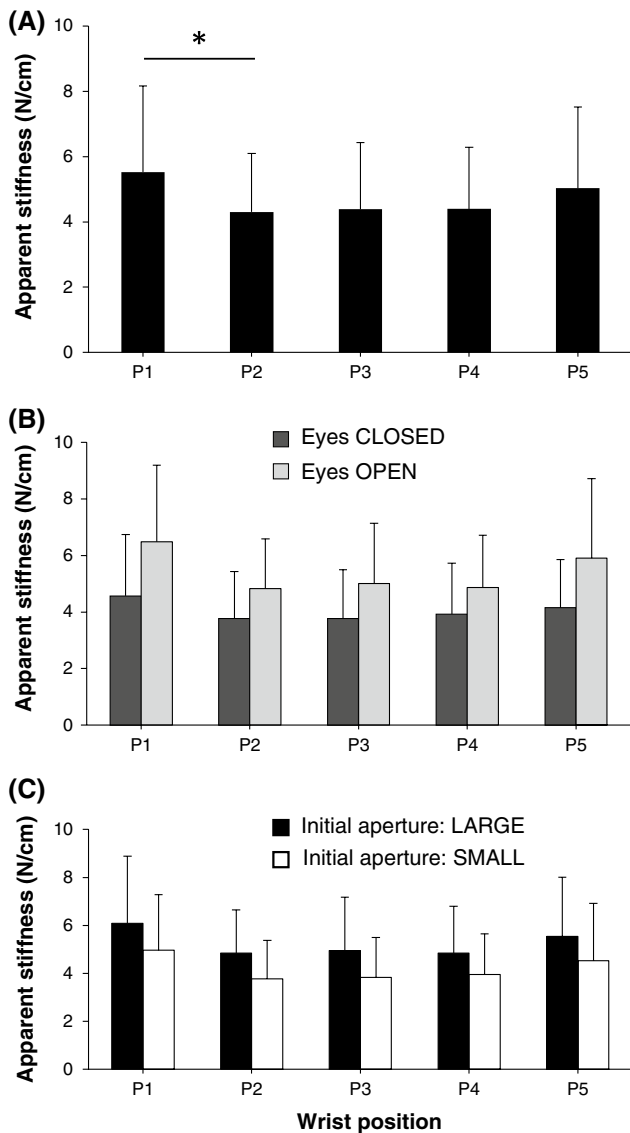 (A)
*
Apparent stiffness (N/cm)
10
8
6
4
2
0
P1 P2 P3 P4 P5
(B)
Eyes CLOSED
Eyes OPEN
Apparent stiffness (N/cm)
10
8
6
4
2
0
P1 P2 P3 P4 P5
(C)
Initial aperture: LARGE
Initial aperture: SMALL
Apparent stiffness (N/cm)
10
8
6
4
2
0
P1 P2 P3 P4 P5
Wrist position